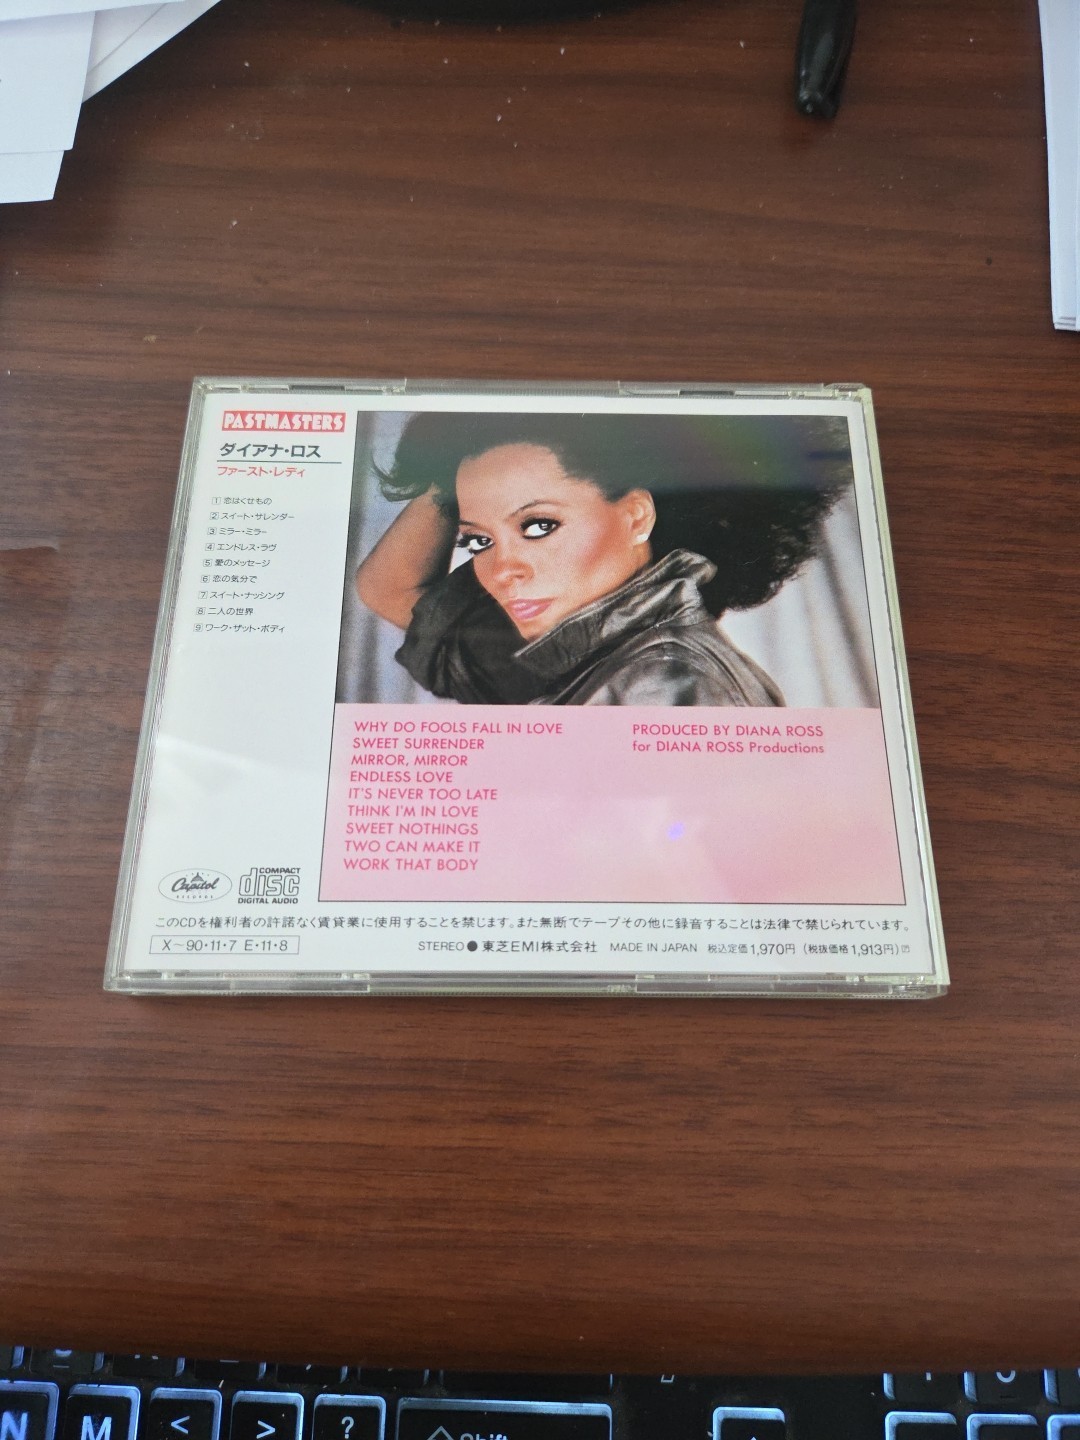 PASTMASTERS
ダイアナ・ロス
ファースト・レディ
1 恋はくせもの
2 スイート・サレンダー
3 ミラー・ミラー
4 エンドレス・ラヴ
5 愛のメッセージ
6 恋の気分で
7 スイート・ナッシング
8 二人の世界
9 ワーク・ザット・ボディ
WHY DO FOOLS FALL IN LOVE
SWEET SURRENDER
MIRROR, MIRROR
ENDLESS LOVE
IT'S NEVER TOO LATE
THINK I'M IN LOVE
SWEET NOTHINGS
TWO CAN MAKE IT
WORK THAT BODY
PRODUCED BY DIANA ROSS
for DIANA ROSS Productions
Capitol
RECORDS
COMPACT
disc
DIGITAL AUDIO
このCDを権利者の許諾なく賃貸業に使用することを禁じます。また無断でテープその他に録音することは法律で禁じられています。
X～90・11・7 E・11・8
STEREO●東芝EMI株式会社 MADE IN JAPAN 税込定価1,970円 (税抜価格1,913円)
N M < > ?
Shift